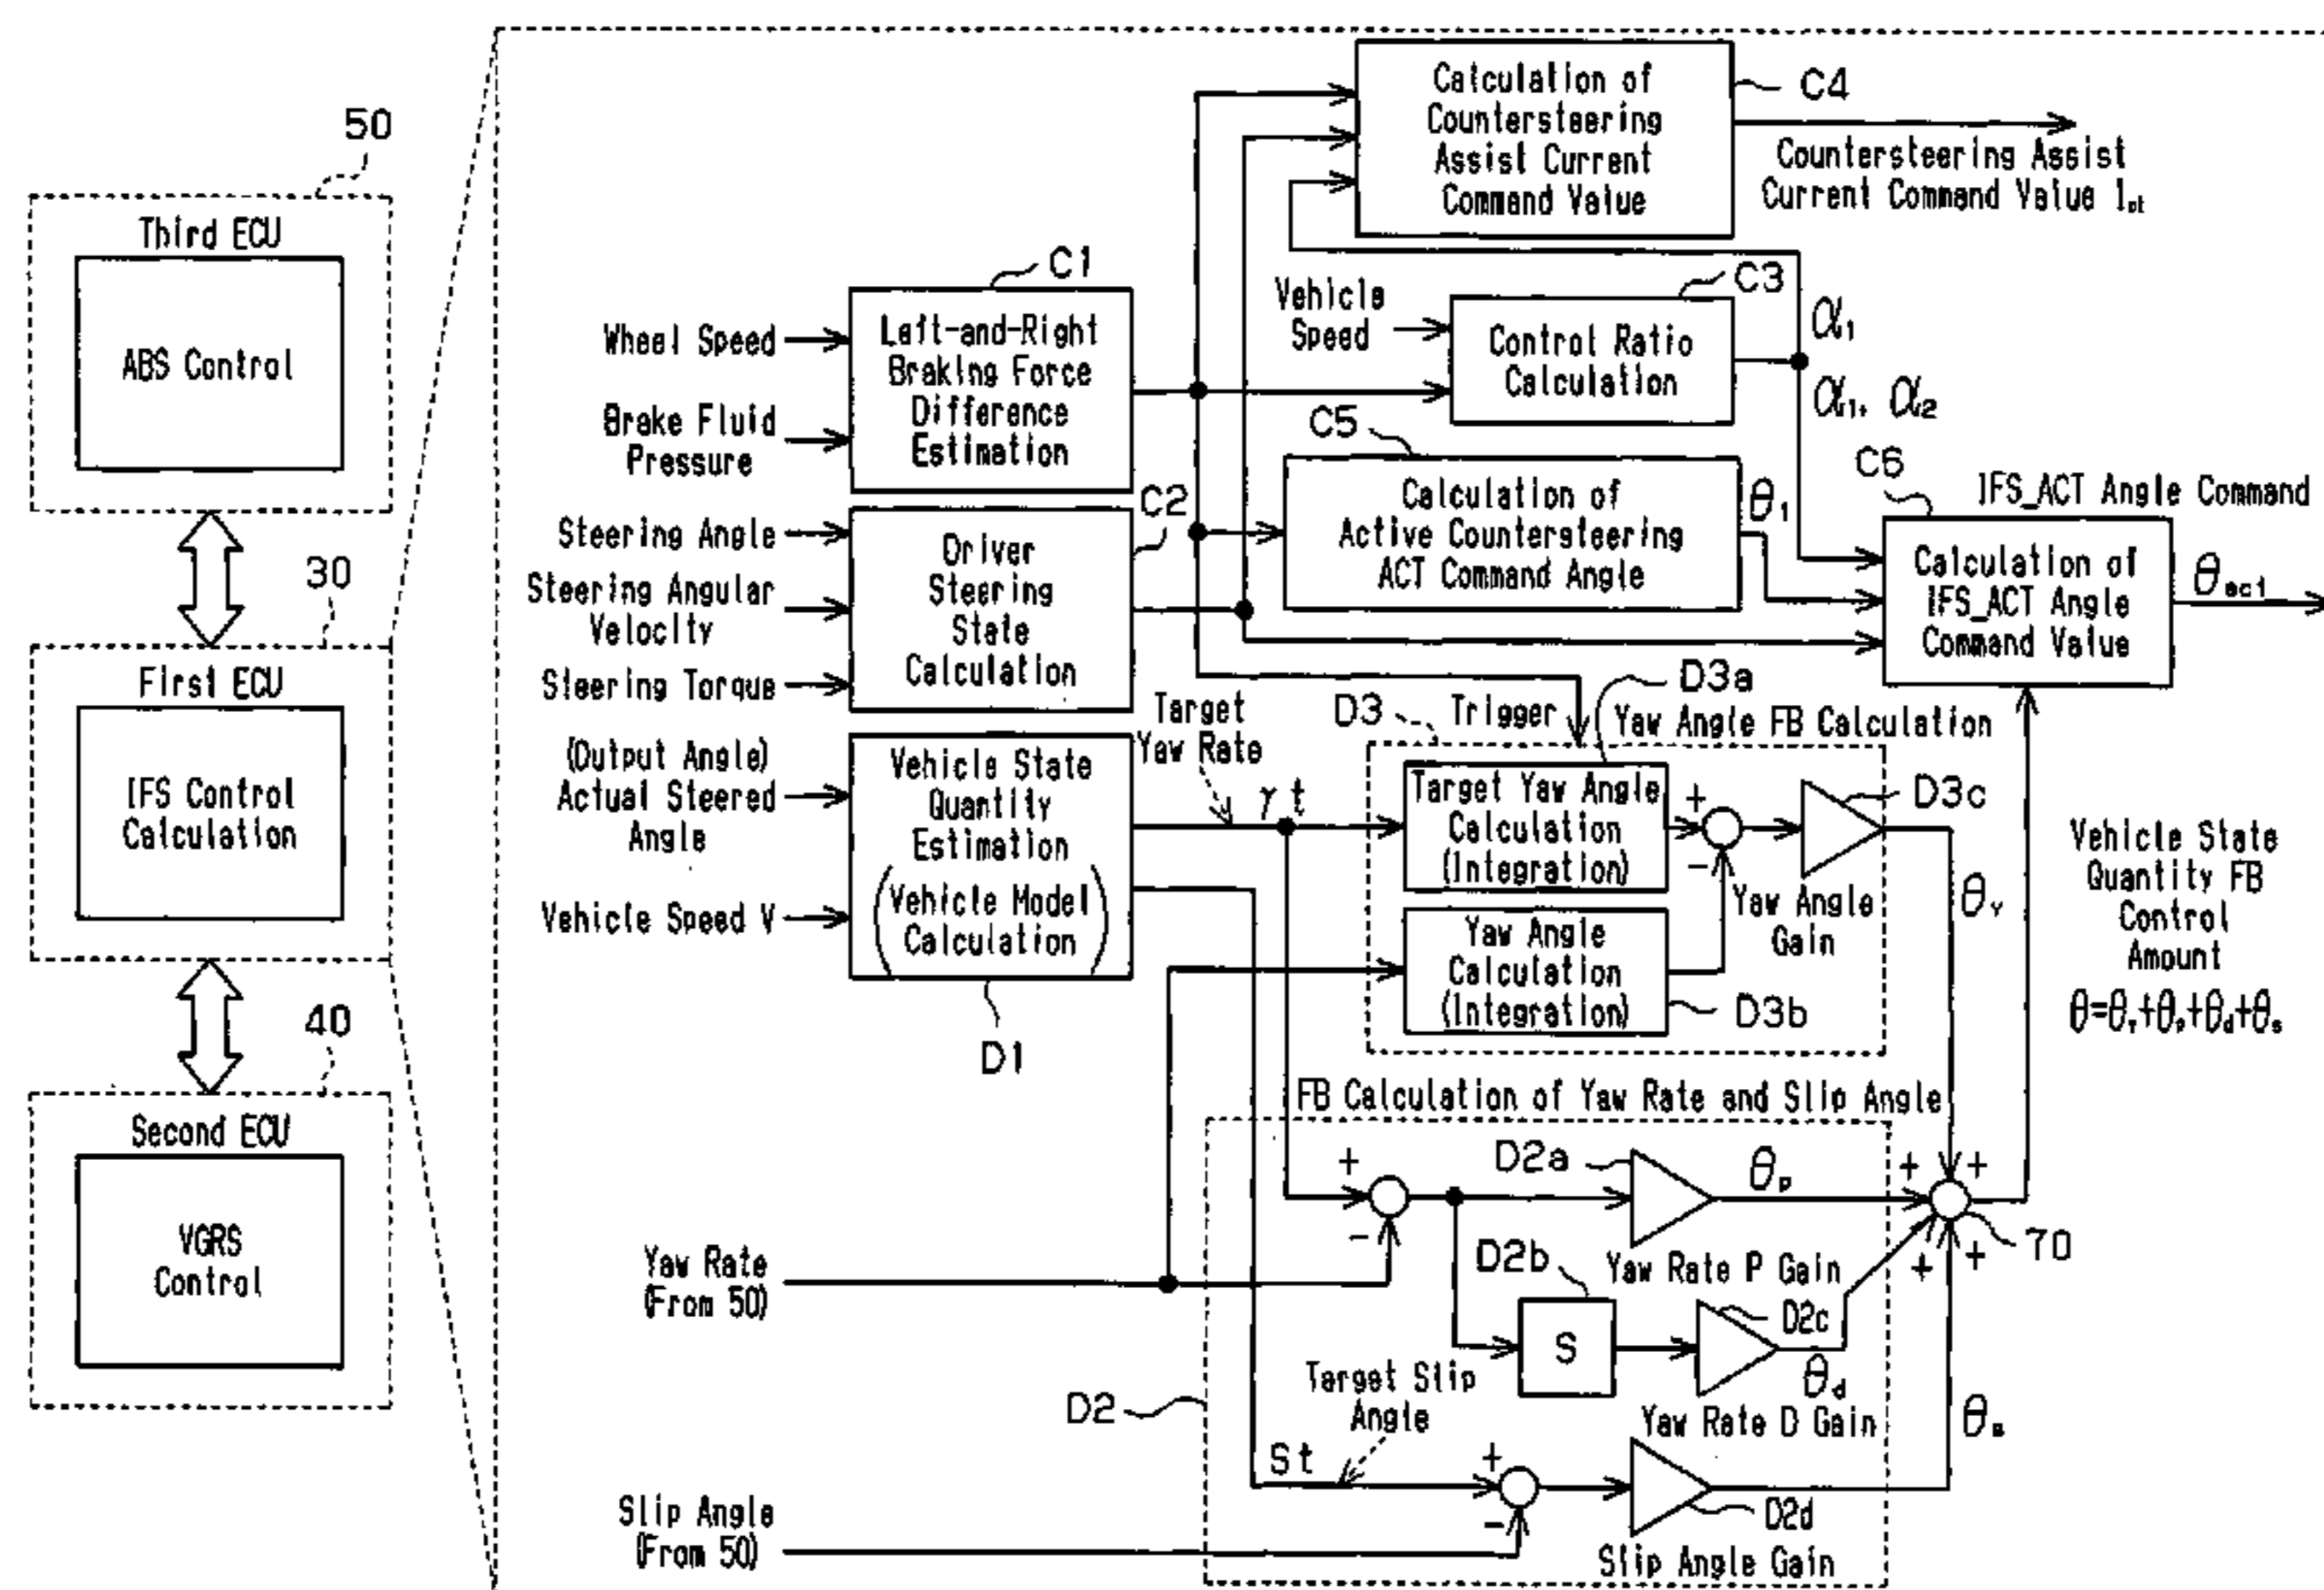 50
Third ECU
ABS Control
30
First ECU
IFS Control
Calculation
40
Second ECU
VGRS
Control
Calculation of
Countersteering
Assist Current
Command Value
C4
Countersteering Assist
Current Command Value Ict
C1
Wheel Speed
Brake Fluid
Pressure
Left-and-Right
Braking Force
Difference
Estimation
Vehicle
Speed
C3
Control Ratio
Calculation
α1
α1, α2
C5
Calculation of
Active Countersteering
ACT Command Angle
θ1
C6
IFS_ACT Angle Command
Calculation of
IFS_ACT Angle
Command Value
θact
C2
Steering Angle
Steering Angular
Velocity
Steering Torque
Driver
Steering
State
Calculation
(Output Angle)
Actual Steered
Angle
Vehicle Speed V
Vehicle State
Quantity
Estimation
(Vehicle Model
Calculation)
D1
Target
Yaw Rate
γt
D3
Trigger
D3a
Yaw Angle FB Calculation
Target Yaw Angle
Calculation
(Integration)
+
-
D3c
Yaw Angle
Gain
Yaw Angle
Calculation
(Integration)
D3b
θγ
Vehicle State
Quantity FB
Control
Amount
θ=θγ+θp+θd+θs
FB Calculation of Yaw Rate and Slip Angle
Yaw Rate
(From 50)
+
-
D2a
θp
Yaw Rate P Gain
D2b
S
D2c
θd
Yaw Rate D Gain
+ +
+ +
70
D2
Target Slip
Angle
St
+
-
θs
D2d
Slip Angle Gain
Slip Angle
(From 50)